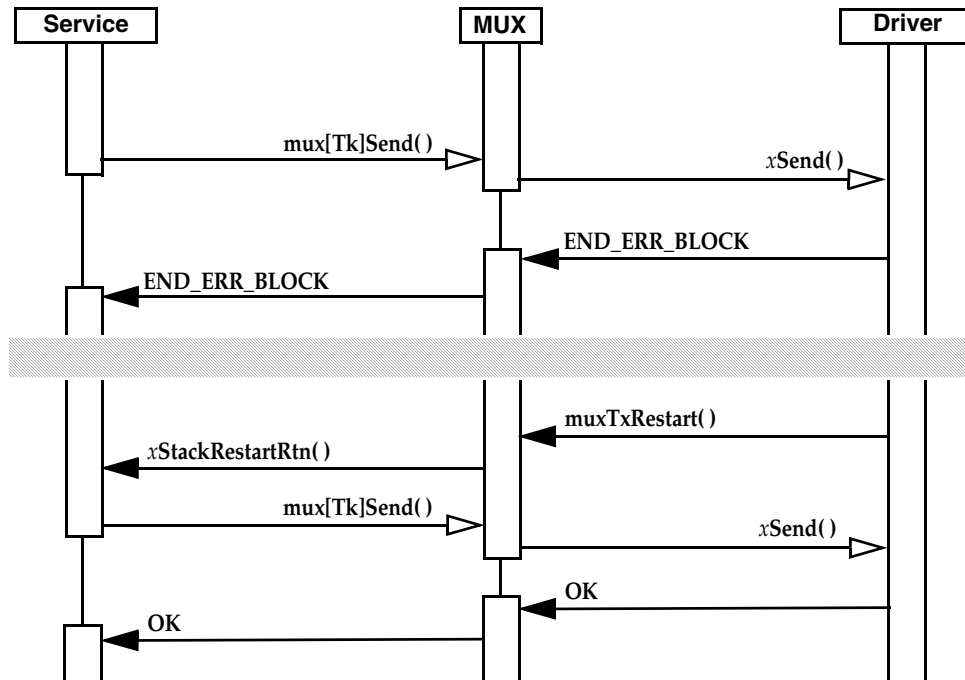 Service
MUX
Driver
mux[Tk]Send( )
xSend( )
END_ERR_BLOCK
END_ERR_BLOCK
muxTxRestart( )
xStackRestartRtn( )
mux[Tk]Send( )
xSend( )
OK
OK